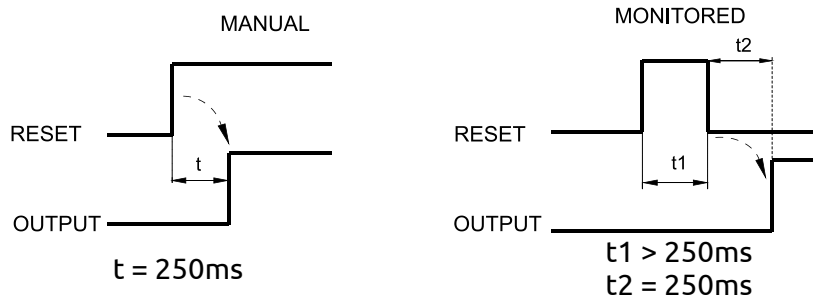 MANUAL
RESET
t
OUTPUT
t = 250ms
MONITORED
t2
RESET
t1
OUTPUT
t1 > 250ms
t2 = 250ms